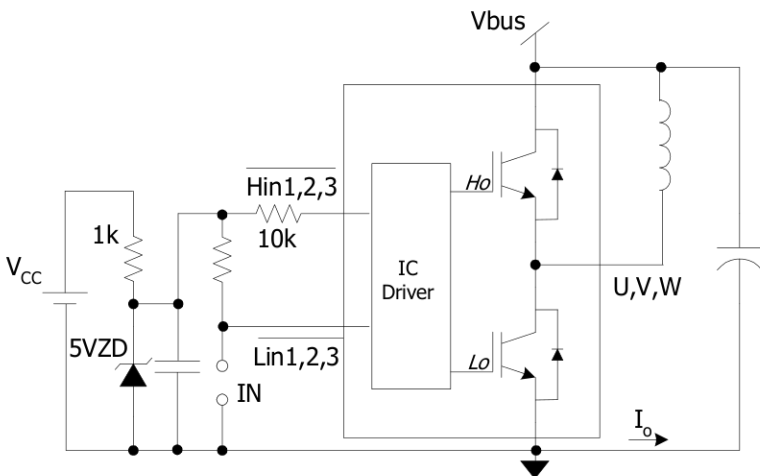 Vbus
Hin1,2,3
Ho
1k
10k
VCC
IC
Driver
U,V,W
5VZD
Lin1,2,3
Lo
IN
Io